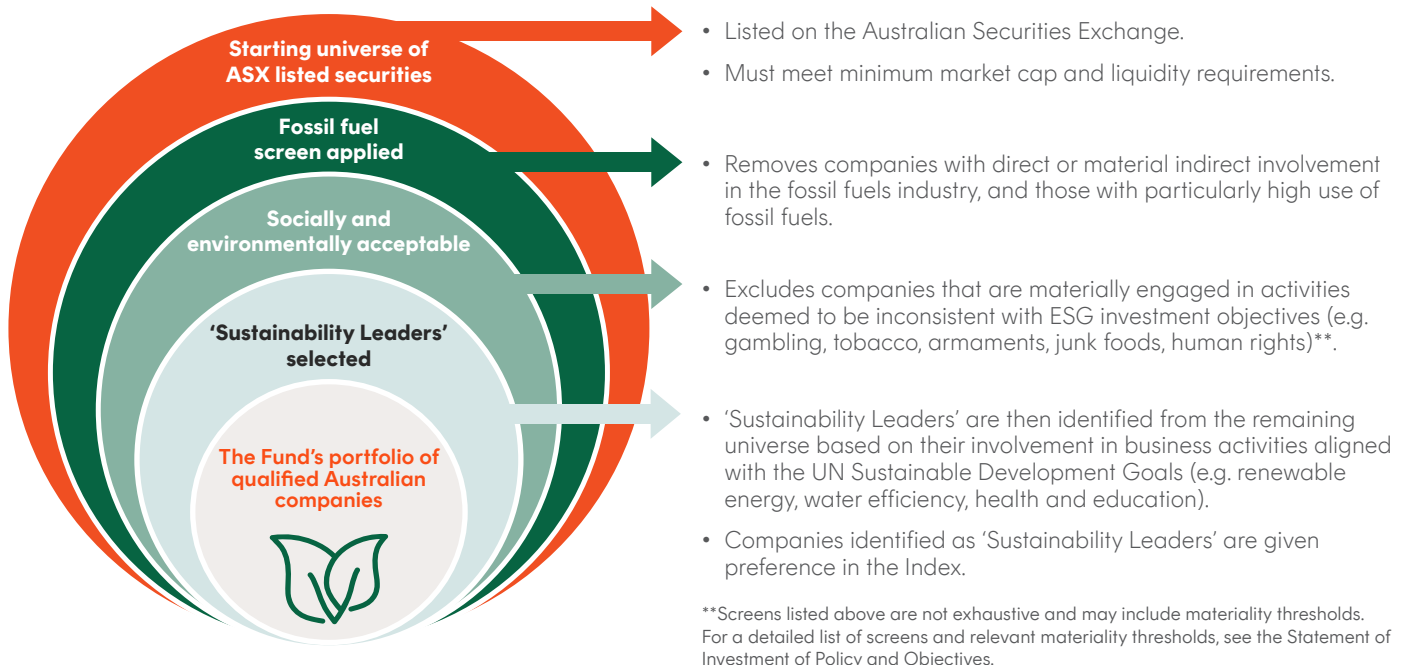 Starting universe of
ASX listed securities
• Listed on the Australian Securities Exchange.
• Must meet minimum market cap and liquidity requirements.
Fossil fuel
screen applied
• Removes companies with direct or material indirect involvement
in the fossil fuels industry, and those with particularly high use of
fossil fuels.
Socially and
environmentally acceptable
• Excludes companies that are materially engaged in activities
deemed to be inconsistent with ESG investment objectives (e.g.
gambling, tobacco, armaments, junk foods, human rights)**.
‘Sustainability Leaders’
selected
• ‘Sustainability Leaders’ are then identified from the remaining
universe based on their involvement in business activities aligned
with the UN Sustainable Development Goals (e.g. renewable
energy, water efficiency, health and education).
• Companies identified as ‘Sustainability Leaders’ are given
preference in the Index.
The Fund’s portfolio of
qualified Australian
companies
**Screens listed above are not exhaustive and may include materiality thresholds.
For a detailed list of screens and relevant materiality thresholds, see the Statement of
Investment of Policy and Objectives.